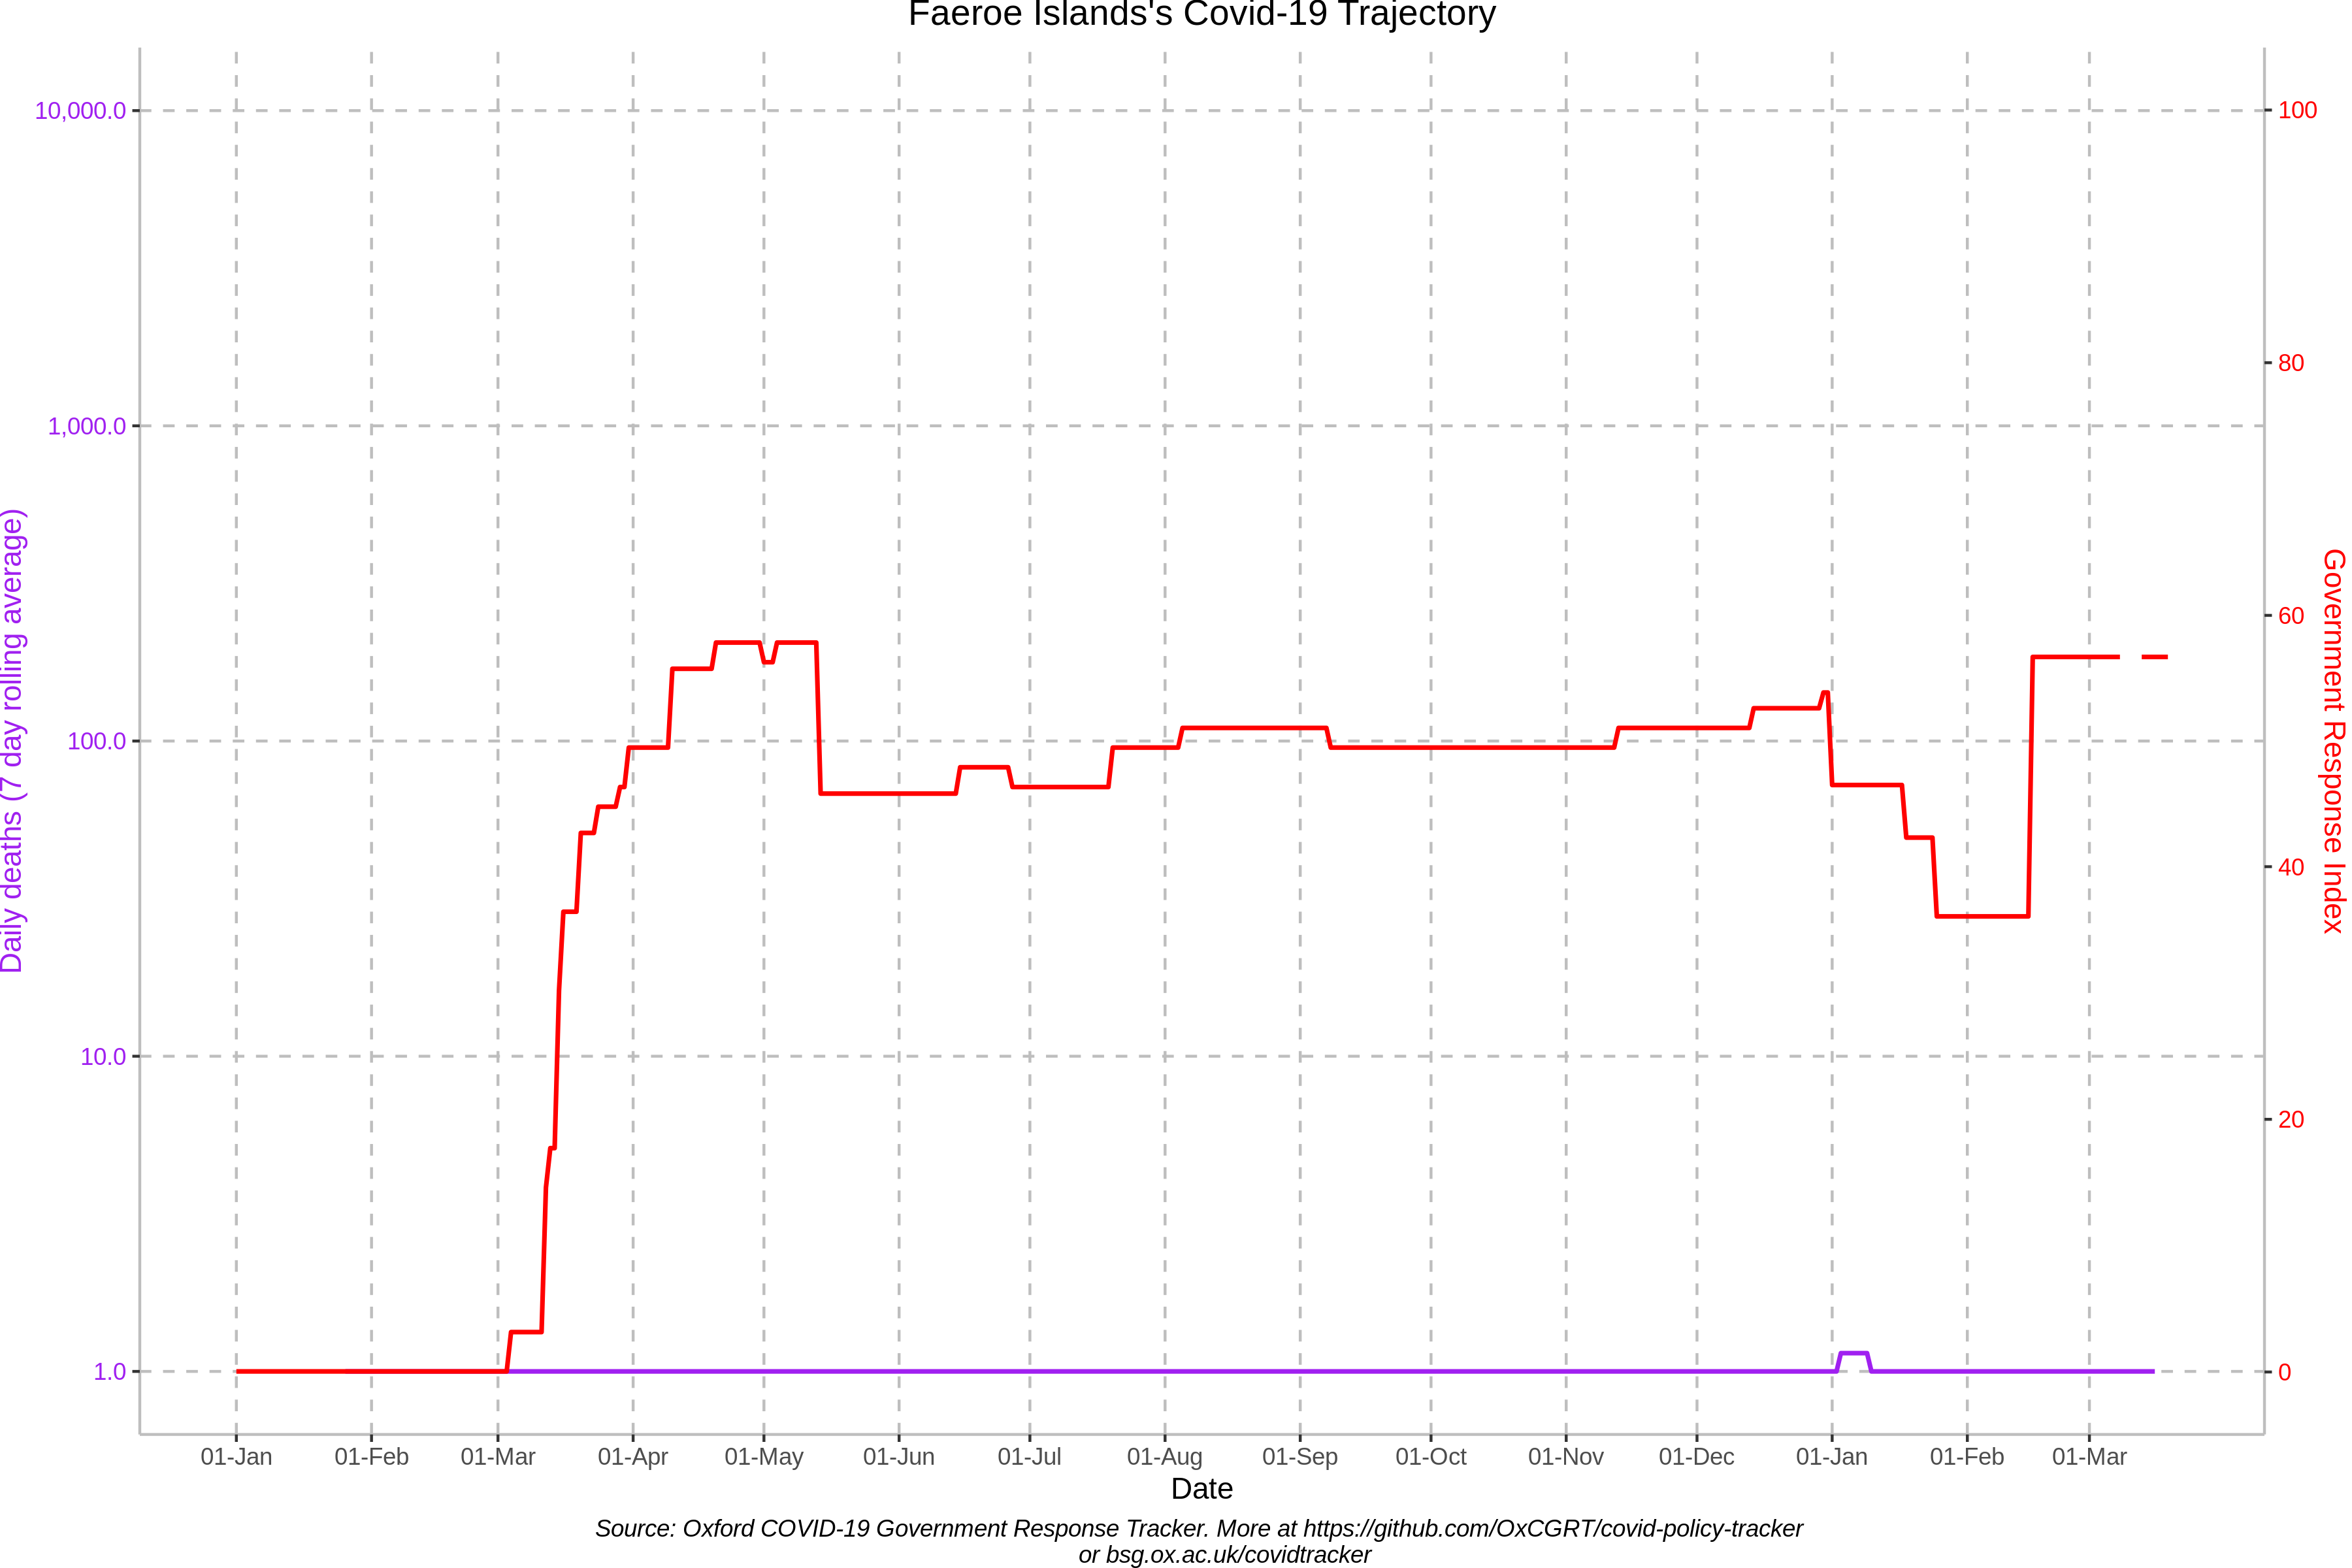 Faeroe Islands's Covid-19 Trajectory
Daily deaths (7 day rolling average)
10,000.0
1,000.0
100.0
10.0
1.0
100
80
60
40
20
0
Government Response Index
01-Jan
01-Feb
01-Mar
01-Apr
01-May
01-Jun
01-Jul
01-Aug
01-Sep
01-Oct
01-Nov
01-Dec
01-Jan
01-Feb
01-Mar
Date
Source: Oxford COVID-19 Government Response Tracker. More at https://github.com/OxCGRT/covid-policy-tracker
or bsg.ox.ac.uk/covidtracker